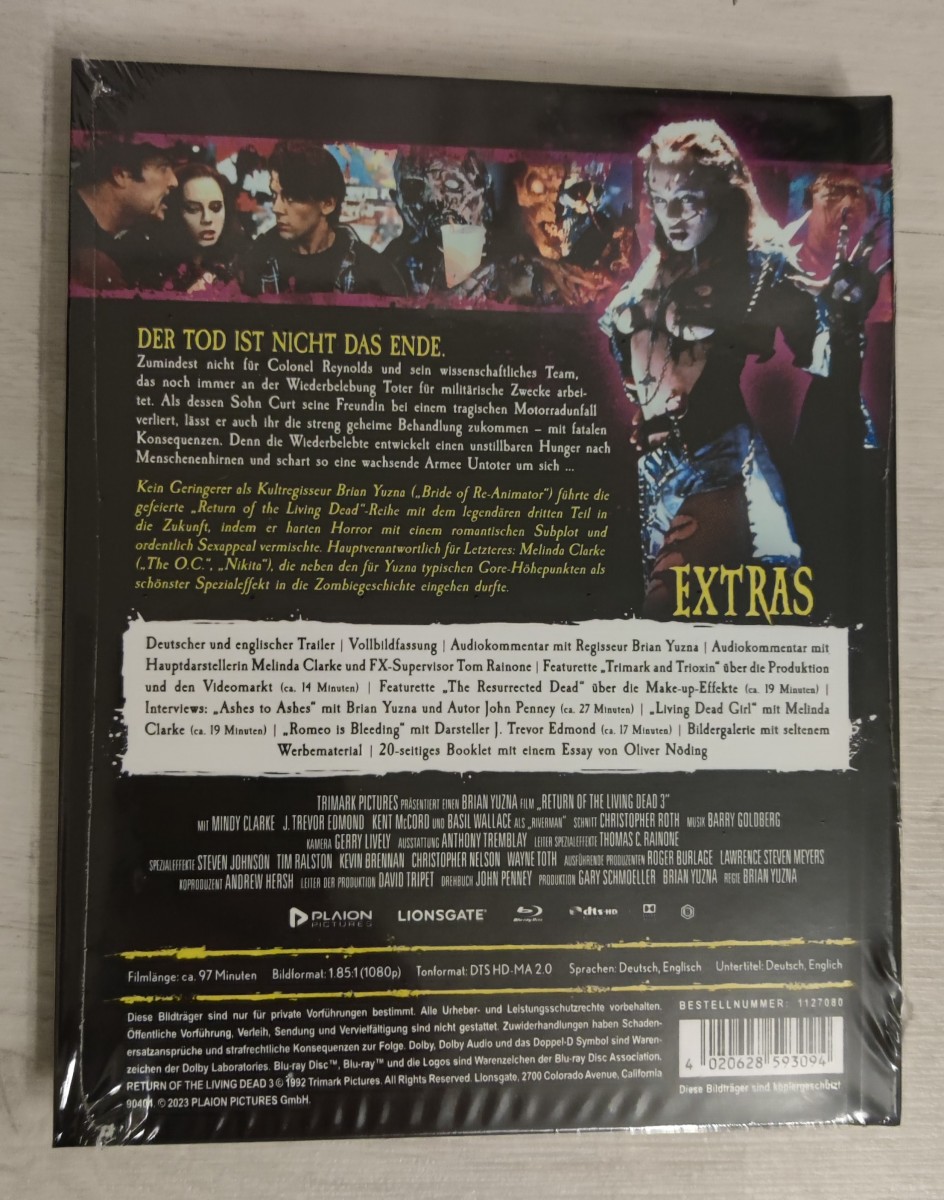 DER TOD IST NICHT DAS ENDE.
Zumindest nicht für Colonel Reynolds und sein wissenschaftliches Team,
das noch immer an der Wiederbelebung Toter für militärische Zwecke arbei-
tet. Als dessen Sohn Curt seine Freundin bei einem tragischen Motorradunfall
verliert, lässt er auch ihr die streng geheime Behandlung zukommen – mit fatalen
Konsequenzen. Denn die Wiederbelebte entwickelt einen unstillbaren Hunger nach
Menschenenhirnen und schart so eine wachsende Armee Untoter um sich ...
Kein Geringerer als Kultregisseur Brian Yuzna („Bride of Re-Animator“) führte die
gefeierte „Return of the Living Dead“-Reihe mit dem legendären dritten Teil in
die Zukunft, indem er harten Horror mit einem romantischen Subplot und
ordentlich Sexappeal vermischte. Hauptverantwortlich für Letzteres: Melinda Clarke
(„The O.C.“, „Nikita“), die neben den für Yuzna typischen Gore-Höhepunkten als
schönster Spezialeffekt in die Zombiegeschichte eingehen durfte.
EXTRAS
Deutscher und englischer Trailer | Vollbildfassung | Audiokommentar mit Regisseur Brian Yuzna | Audiokommentar mit
Hauptdarstellerin Melinda Clarke und FX-Supervisor Tom Rainone | Featurette „Trimark and Trioxin“ über die Produktion
und den Videomarkt (ca. 14 Minuten) | Featurette „The Resurrected Dead“ über die Make-up-Effekte (ca. 19 Minuten) |
Interviews: „Ashes to Ashes“ mit Brian Yuzna und Autor John Penney (ca. 27 Minuten) | „Living Dead Girl“ mit Melinda
Clarke (ca. 19 Minuten) | „Romeo is Bleeding“ mit Darsteller J. Trevor Edmond (ca. 17 Minuten) | Bildergalerie mit seltenem
Werbematerial | 20-seitiges Booklet mit einem Essay von Oliver Nöding
TRIMARK PICTURES PRÄSENTIERT EINEN BRIAN YUZNA FILM „RETURN OF THE LIVING DEAD 3“
MIT MINDY CLARKE J. TREVOR EDMOND KENT McCORD UND BASIL WALLACE ALS „RIVERMAN“ SCHNITT CHRISTOPHER ROTH MUSIK BARRY GOLDBERG
KAMERA GERRY LIVELY AUSSTATTUNG ANTHONY TREMBLAY LEITER SPEZIALEFFEKTE THOMAS C. RAINONE
SPEZIALEFFEKTE STEVEN JOHNSON TIM RALSTON KEVIN BRENNAN CHRISTOPHER NELSON WAYNE TOTH AUSFÜHRENDE PRODUZENTEN ROGER BURLAGE LAWRENCE STEVEN MEYERS
KOPRODUZENT ANDREW HERSH LEITER DER PRODUKTION DAVID TRIPET DREHBUCH JOHN PENNEY PRODUKTION GARY SCHMOELLER BRIAN YUZNA REGIE BRIAN YUZNA
PLAION PICTURES LIONSGATE Blu-ray Disc dts-HD
Filmlänge: ca. 97 Minuten Bildformat: 1.85:1 (1080p) Tonformat: DTS HD-MA 2.0 Sprachen: Deutsch, Englisch Untertitel: Deutsch, Englich
Diese Bildträger sind nur für private Vorführungen bestimmt. Alle Urheber- und Leistungsschutzrechte vorbehalten.
Öffentliche Vorführung, Verleih, Sendung und Vervielfältigung sind nicht gestattet. Zuwiderhandlungen haben Schaden-
ersatzansprüche und strafrechtliche Konsequenzen zur Folge. Dolby, Dolby Audio und das Doppel-D Symbol sind Waren-
zeichen der Dolby Laboratories. Blu-ray Disc™, Blu-ray™ und die Logos sind Warenzeichen der Blu-ray Disc Association.
RETURN OF THE LIVING DEAD 3 © 1992 Trimark Pictures. All Rights Reserved. Lionsgate, 2700 Colorado Avenue, California
90404. © 2023 PLAION PICTURES GmbH.
BESTELLNUMMER: 1127080
4 020628 593094
Diese Bildträger sind kopiergeschützt!